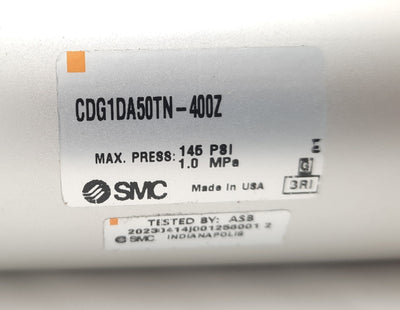 CDG1DA50TN-400Z
MAX. PRESS: 145 PSI
1.0 MPa
SMC Made in USA
G
3RI
TESTED BY: ASB
SMC INDIANAPOLIS